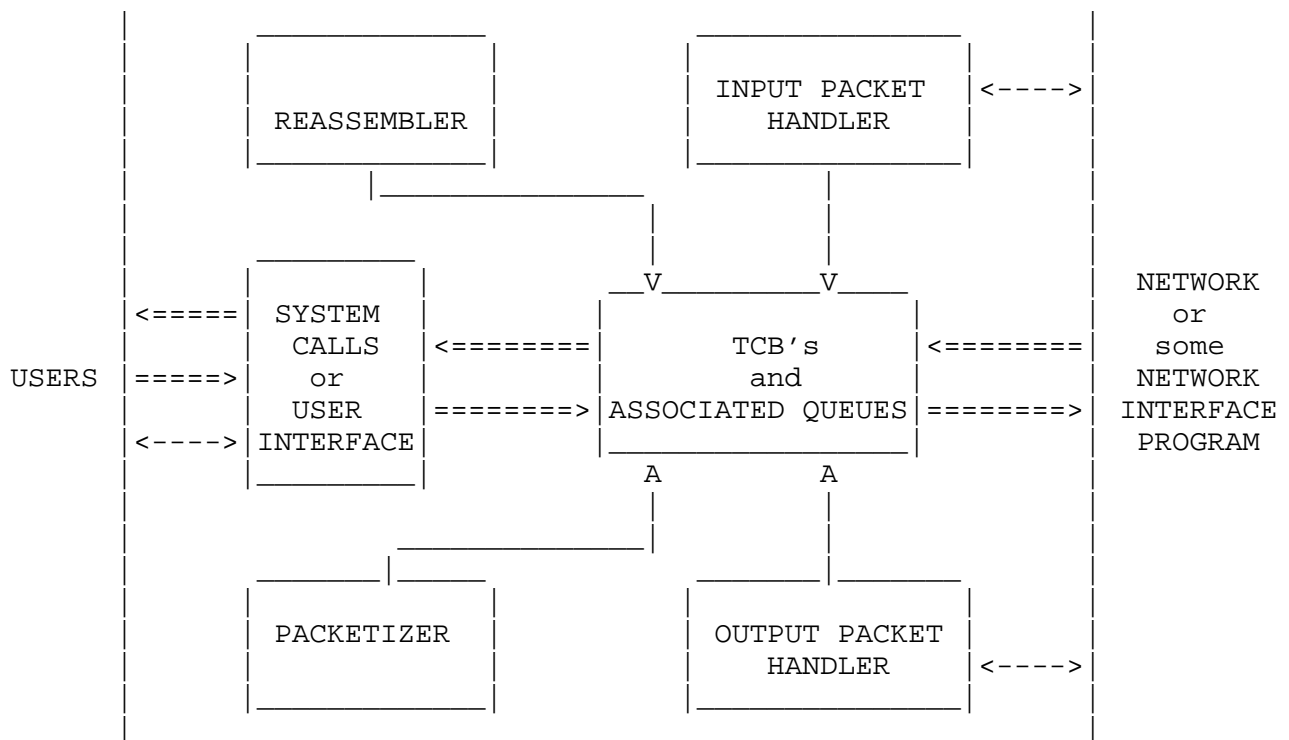 INPUT PACKET
HANDLER
REASSEMBLER
SYSTEM
CALLS
or
USER
INTERFACE
TCB's
and
ASSOCIATED QUEUES
NETWORK
or
some
NETWORK
INTERFACE
PROGRAM
USERS
PACKETIZER
OUTPUT PACKET
HANDLER